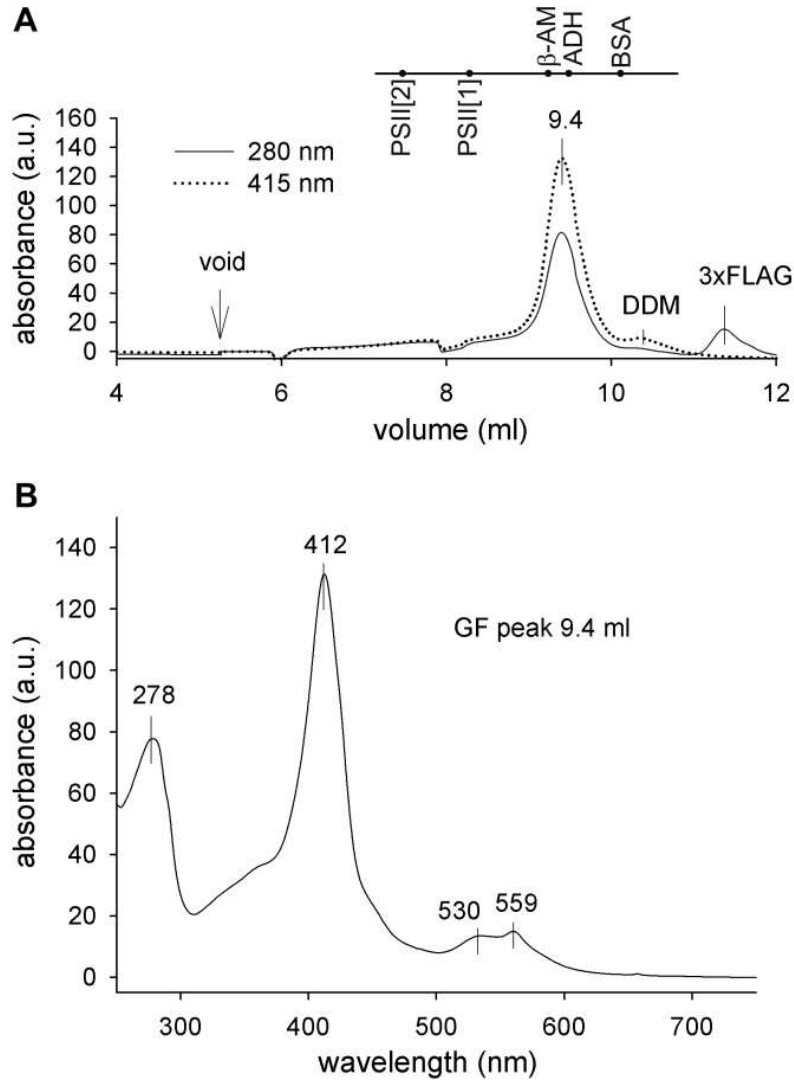 A
PSII[2]
PSII[1]
β-AM
ADH
BSA
160
140
120
100
80
60
40
20
0
absorbance (a.u.)
280 nm
415 nm
void
9.4
DDM
3xFLAG
4
6
8
10
12
volume (ml)
B
140
120
100
80
60
40
20
0
absorbance (a.u.)
278
412
GF peak 9.4 ml
530
559
300
400
500
600
700
wavelength (nm)